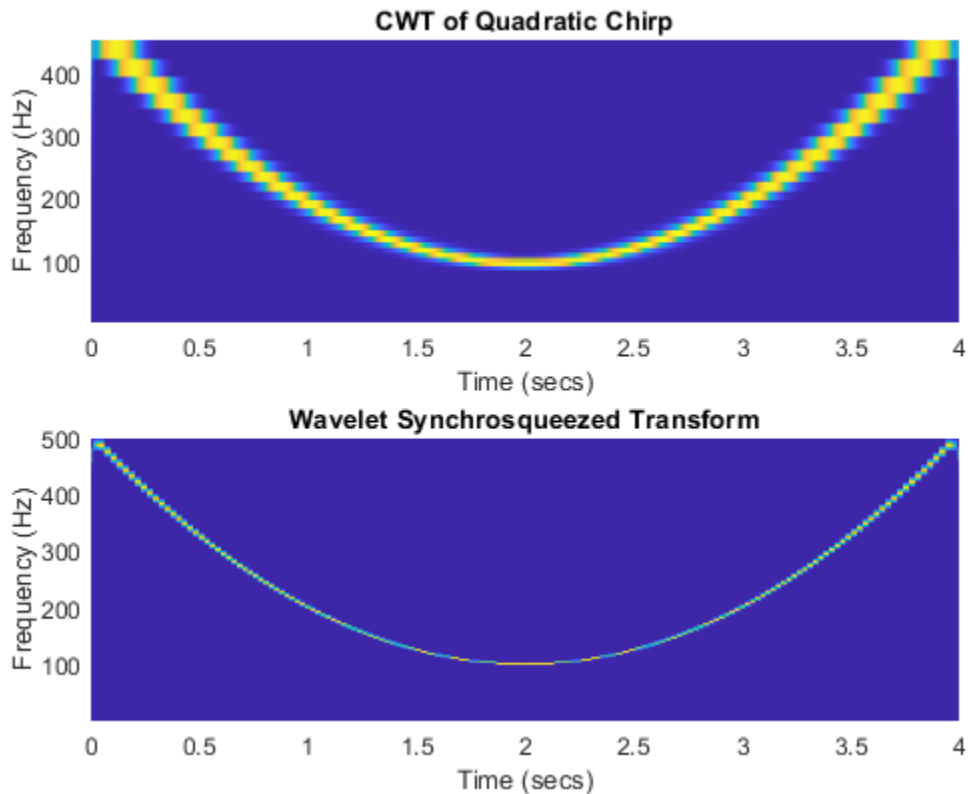 CWT of Quadratic Chirp
400
300
200
100
Frequency (Hz)
0 0.5 1 1.5 2 2.5 3 3.5 4
Time (secs)
Wavelet Synchrosqueezed Transform
500
400
300
200
100
Frequency (Hz)
0 0.5 1 1.5 2 2.5 3 3.5 4
Time (secs)